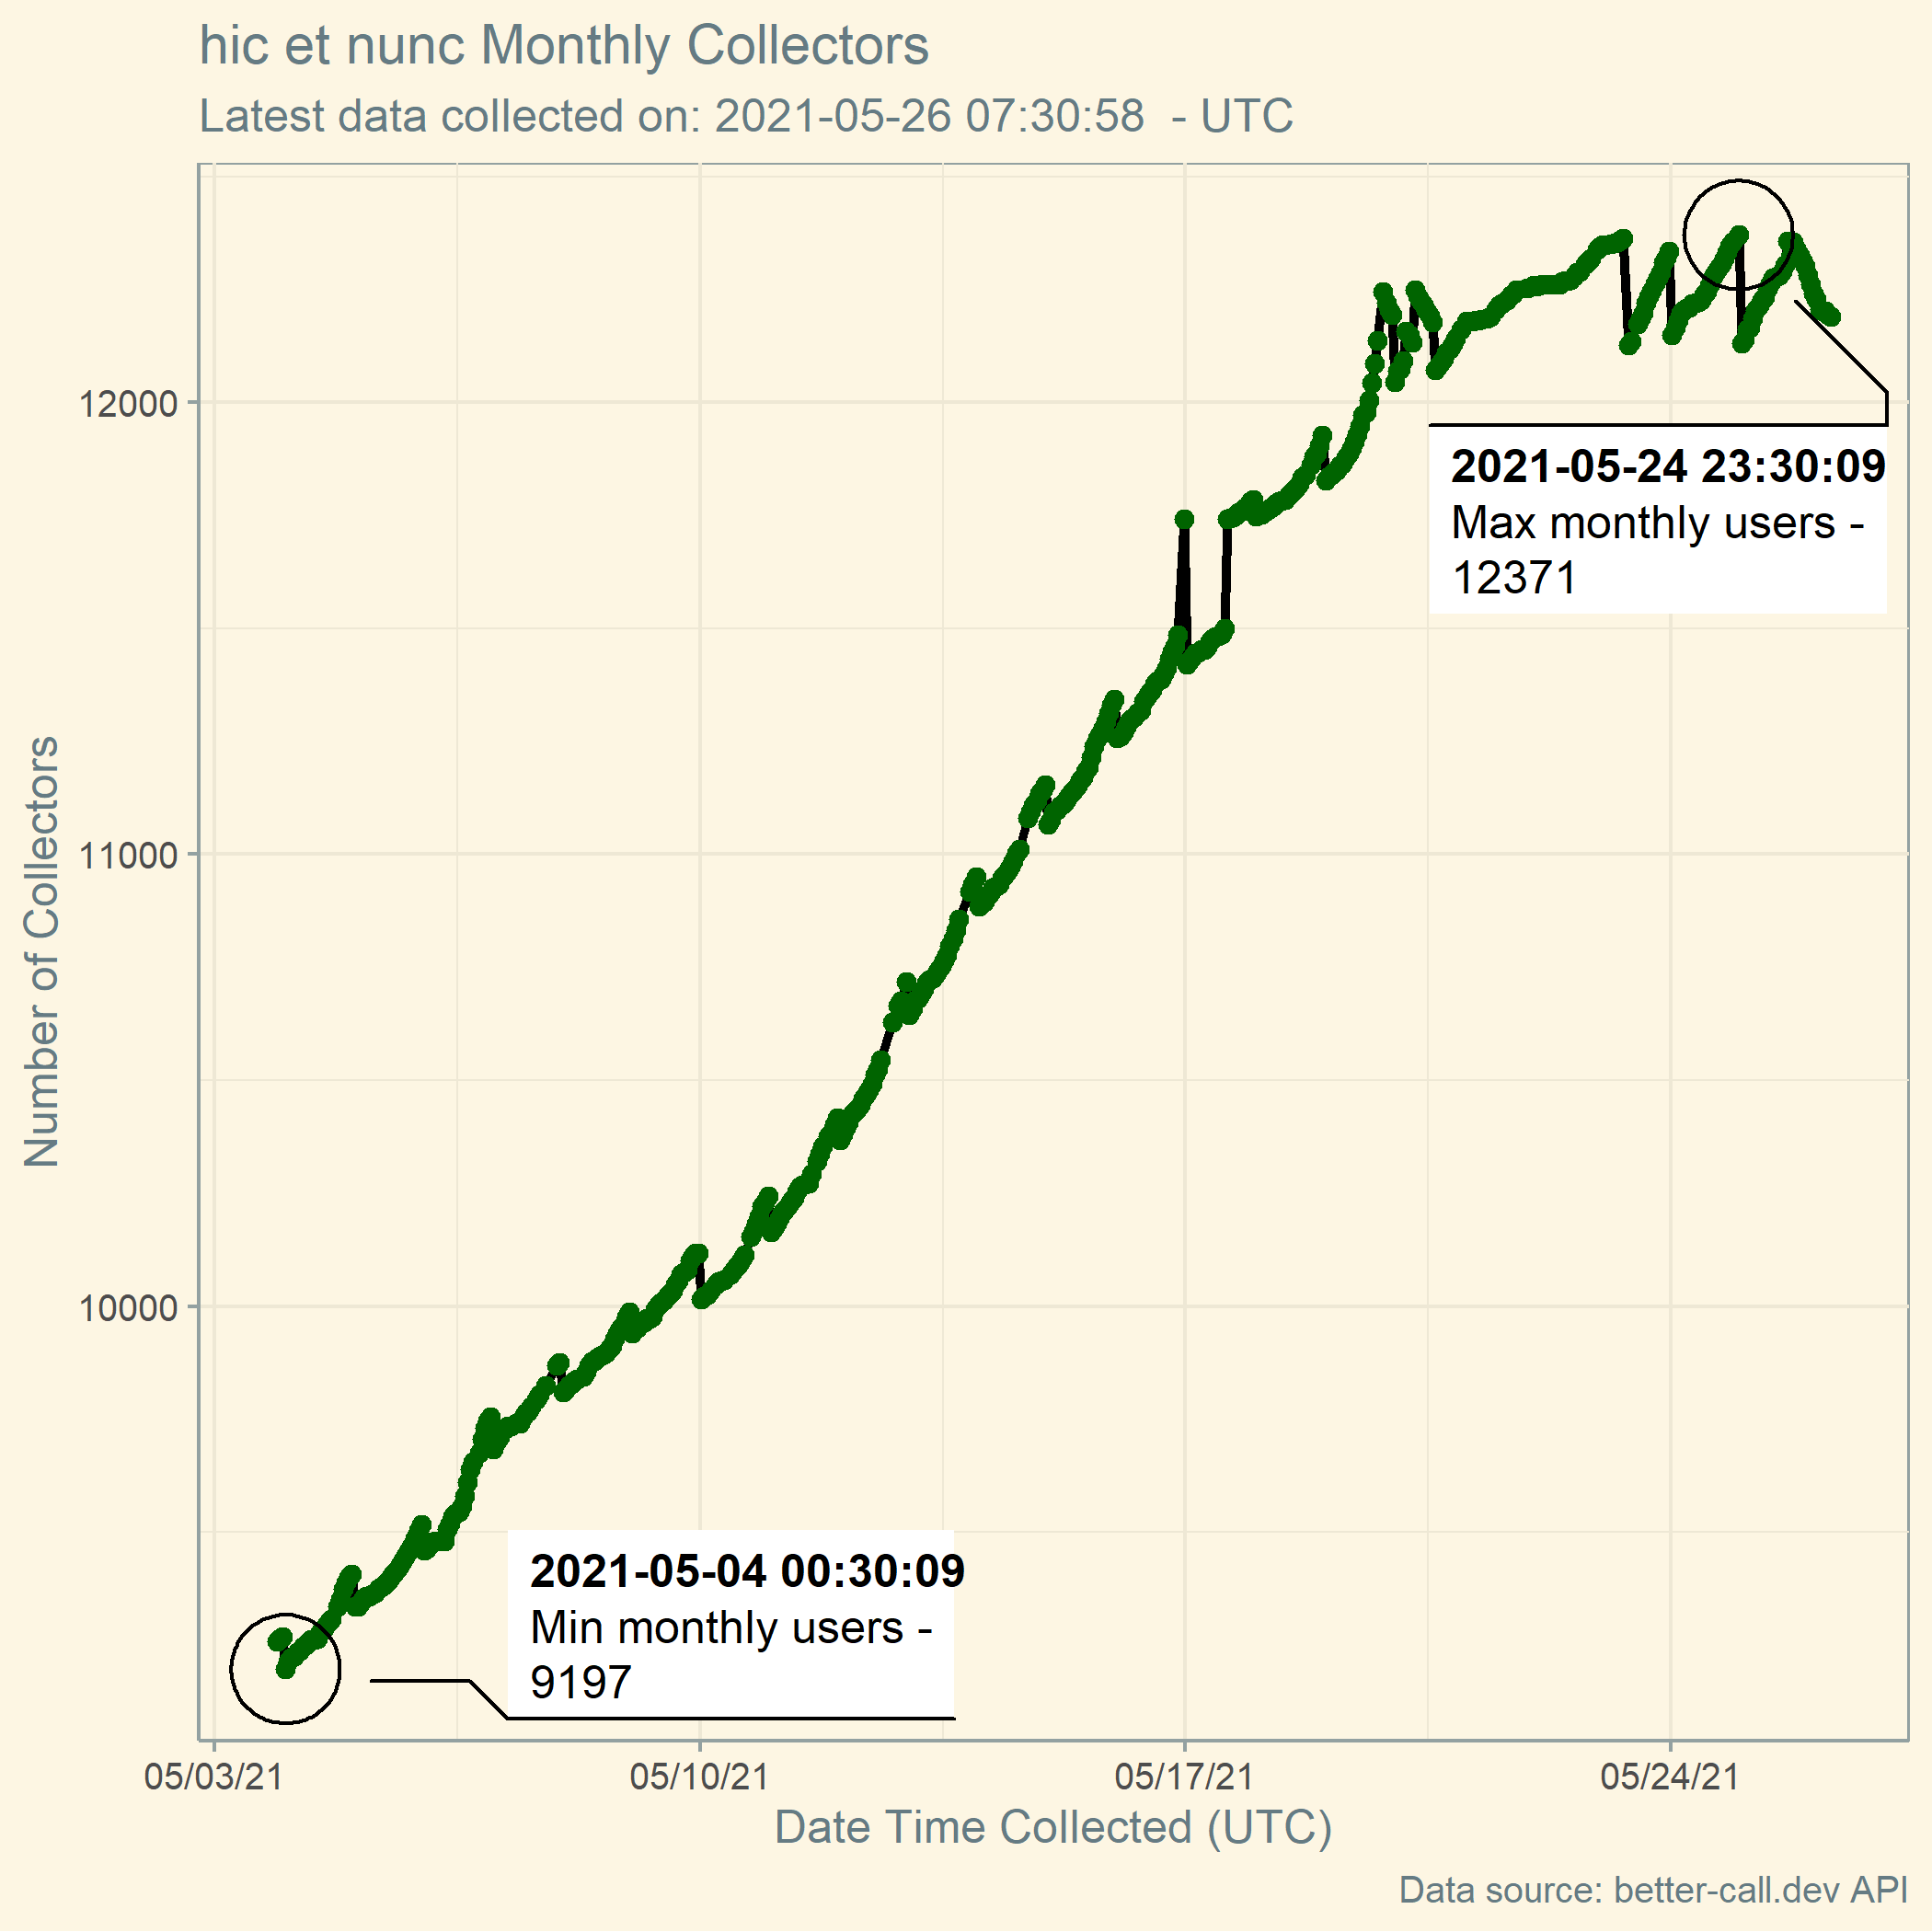 hic et nunc Monthly Collectors
Latest data collected on: 2021-05-26 07:30:58  - UTC
Number of Collectors
12000
11000
10000
2021-05-24 23:30:09
Max monthly users -
12371
2021-05-04 00:30:09
Min monthly users -
9197
05/03/21
05/10/21
05/17/21
05/24/21
Date Time Collected (UTC)
Data source: better-call.dev API